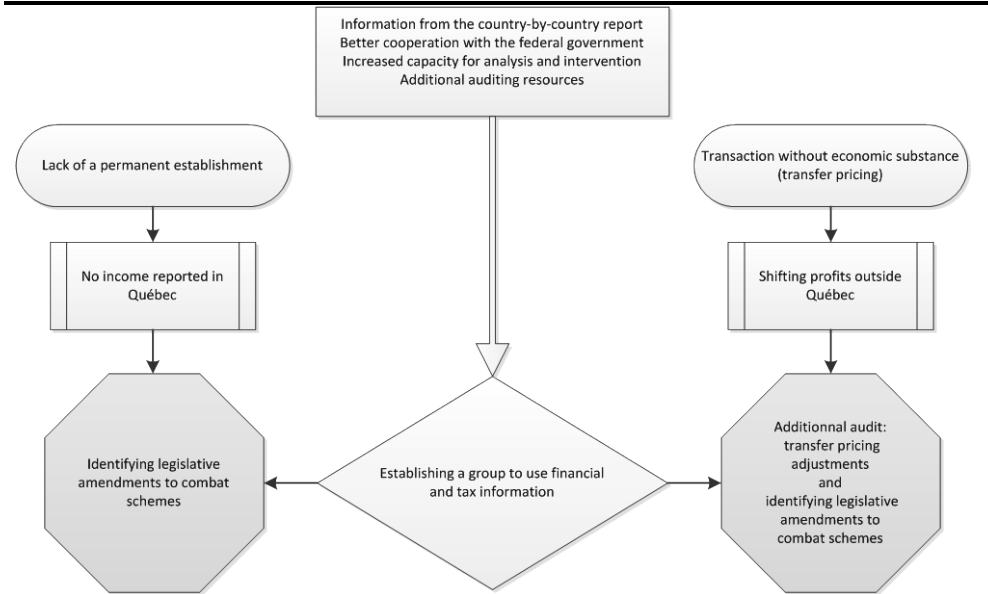 Information from the country-by-country report
Better cooperation with the federal government
Increased capacity for analysis and intervention
Additional auditing resources
Lack of a permanent establishment
Transaction without economic substance
(transfer pricing)
No income reported in
Québec
Shifting profits outside
Québec
Identifying legislative
amendments to combat
schemes
Establishing a group to use financial
and tax information
Additionnal audit:
transfer pricing
adjustments
and
identifying legislative
amendments to
combat schemes